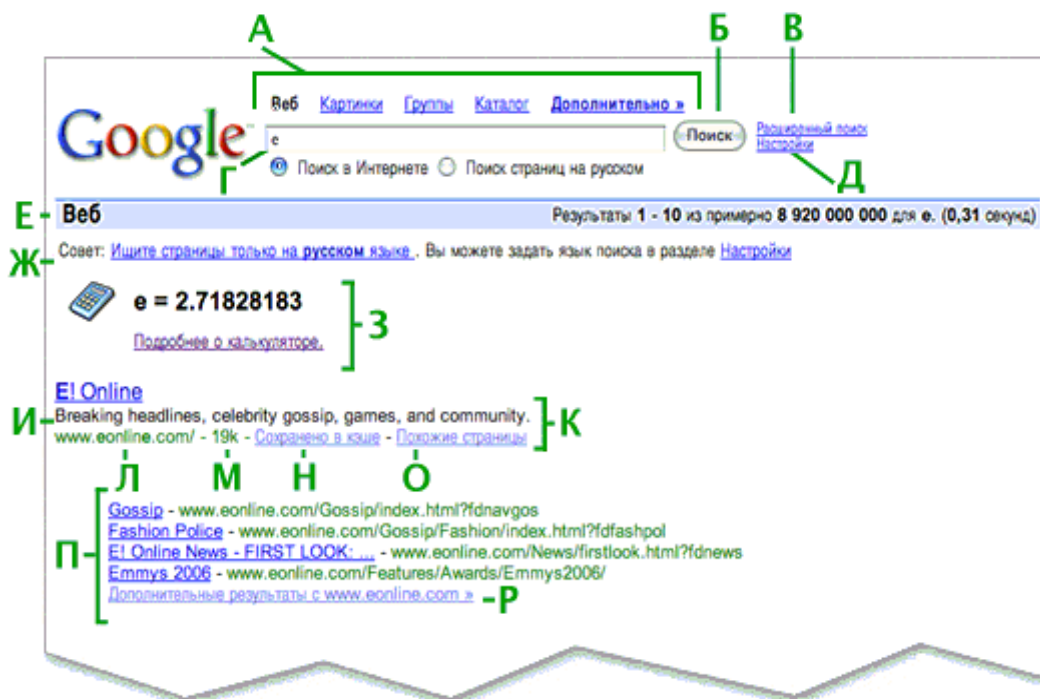 А Б В
Веб Картинки Группы Каталог Дополнительно »
Google™ e Поиск Расширенный поиск
Настройки
Поиск в Интернете Поиск страниц на русском
Г Д
Е Веб Результаты 1 - 10 из примерно 8 920 000 000 для e. (0,31 секунд)
Ж Совет: Ищите страницы только на русском языке . Вы можете задать язык поиска в разделе Настройки
e = 2.71828183
З
Подробнее о калькуляторе.
E! Online
И Breaking headlines, celebrity gossip, games, and community. К
www.eonline.com/ - 19k - Сохранено в кэше - Похожие страницы
Л М Н О
Gossip - www.eonline.com/Gossip/index.html?fdnavgos
Fashion Police - www.eonline.com/Gossip/Fashion/index.html?fdfashpol
П E! Online News - FIRST LOOK: ... - www.eonline.com/News/firstlook.html?fdnews
Emmys 2006 - www.eonline.com/Features/Awards/Emmys2006/
Дополнительные результаты с www.eonline.com » Р